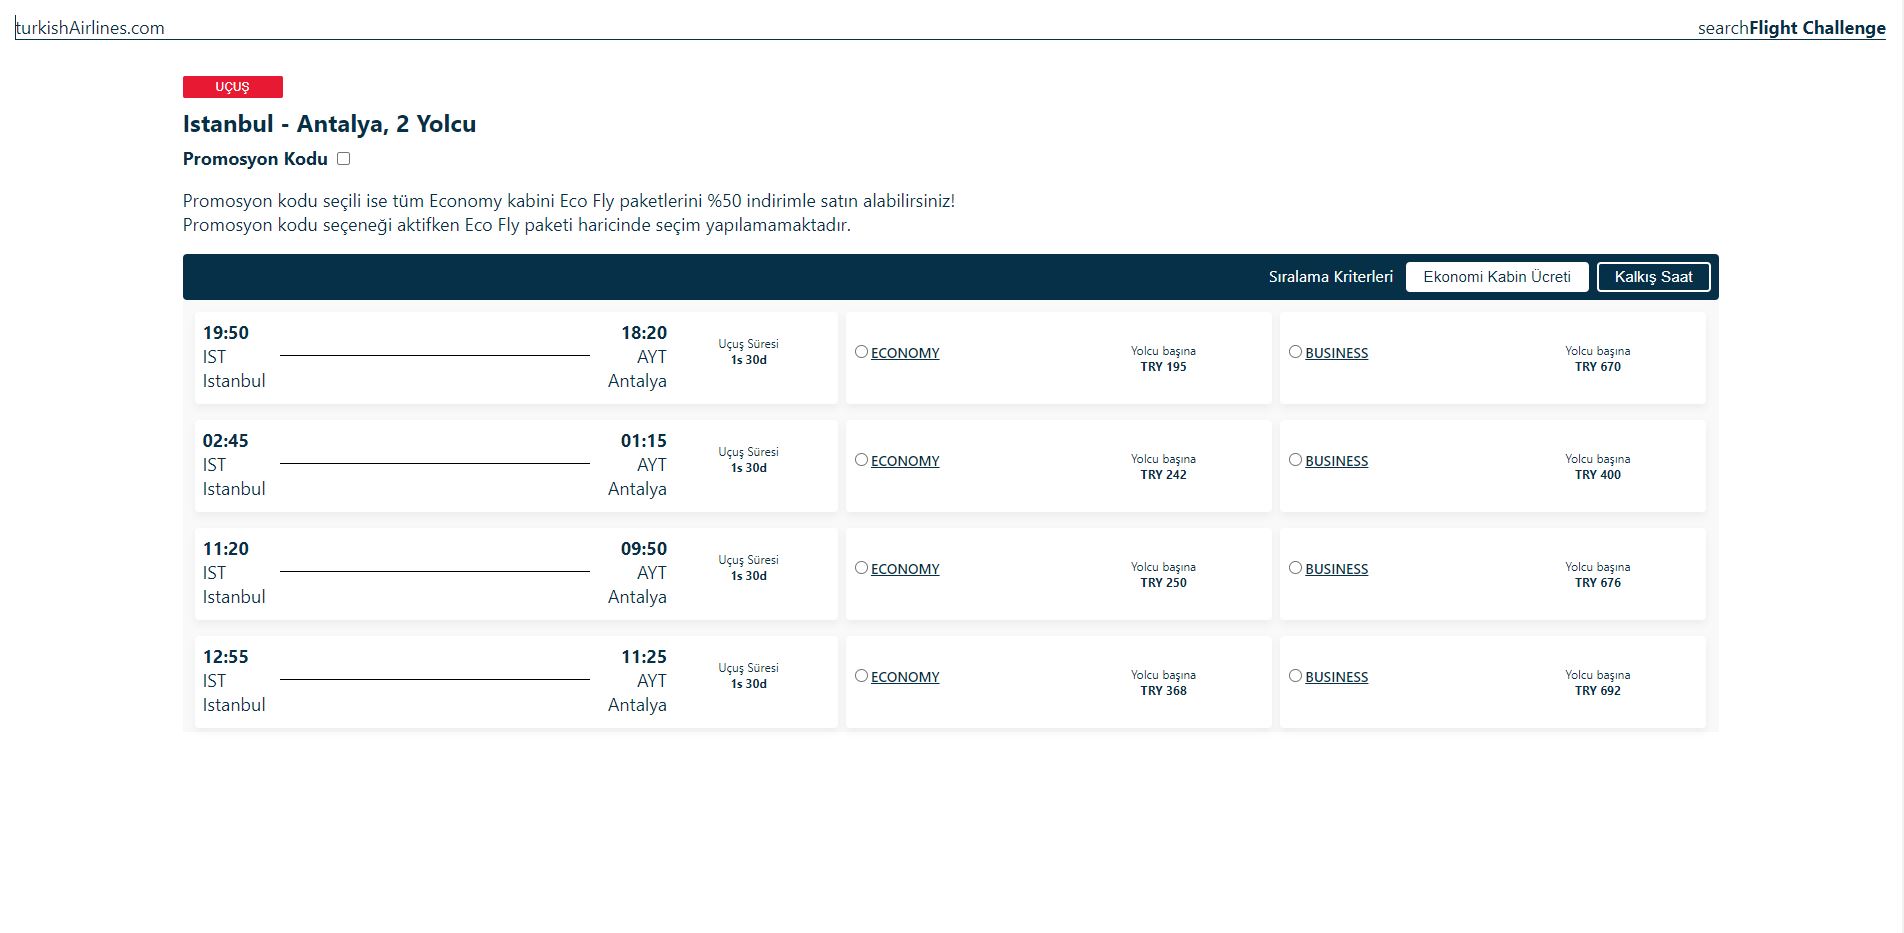 turkishAirlines.com searchFlight Challenge
UÇUŞ
Istanbul - Antalya, 2 Yolcu
Promosyon Kodu
Promosyon kodu seçili ise tüm Economy kabini Eco Fly paketlerini %50 indirimle satın alabilirsiniz!
Promosyon kodu seçeneği aktifken Eco Fly paketi haricinde seçim yapılamamaktadır.
Sıralama Kriterleri Ekonomi Kabin Ücreti Kalkış Saat
19:50 18:20
IST AYT
Istanbul Antalya
Uçuş Süresi
1s 30d
ECONOMY
Yolcu başına
TRY 195
BUSINESS
Yolcu başına
TRY 670
02:45 01:15
IST AYT
Istanbul Antalya
Uçuş Süresi
1s 30d
ECONOMY
Yolcu başına
TRY 242
BUSINESS
Yolcu başına
TRY 400
11:20 09:50
IST AYT
Istanbul Antalya
Uçuş Süresi
1s 30d
ECONOMY
Yolcu başına
TRY 250
BUSINESS
Yolcu başına
TRY 676
12:55 11:25
IST AYT
Istanbul Antalya
Uçuş Süresi
1s 30d
ECONOMY
Yolcu başına
TRY 368
BUSINESS
Yolcu başına
TRY 692